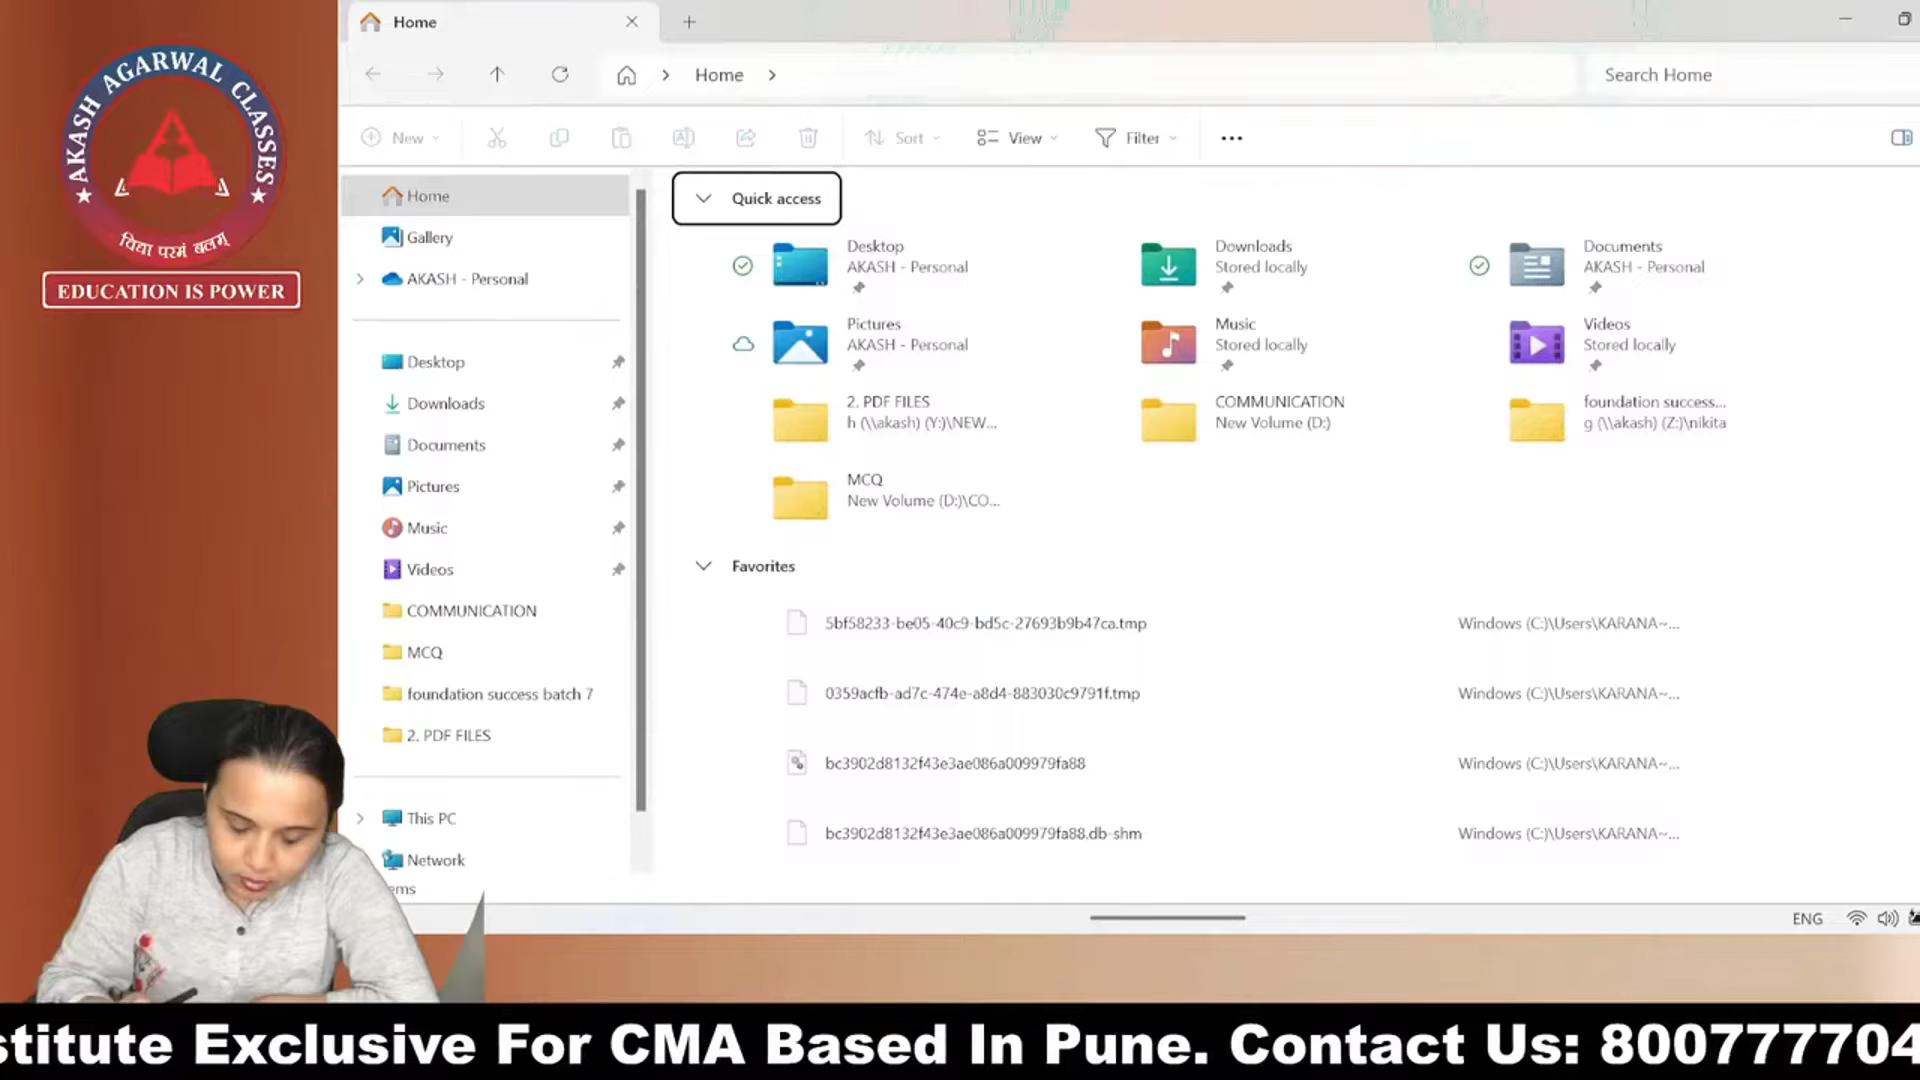 AKASH AGARWAL CLASSES
विद्या परमं बलम्
EDUCATION IS POWER
Home
Home
Search Home
New
Sort
View
Filter
Home
Gallery
AKASH - Personal
Desktop
Downloads
Documents
Pictures
Music
Videos
COMMUNICATION
MCQ
foundation success batch 7
2. PDF FILES
This PC
Network
ems
Quick access
Desktop
AKASH - Personal
Downloads
Stored locally
Documents
AKASH - Personal
Pictures
AKASH - Personal
Music
Stored locally
Videos
Stored locally
2. PDF FILES
h (\\akash) (Y:)\NEW...
COMMUNICATION
New Volume (D:)
foundation success...
g (\\akash) (Z:)\nikita
MCQ
New Volume (D:)\CO...
Favorites
5bf58233-be05-40c9-bd5c-27693b9b47ca.tmp
Windows (C:)\Users\KARANA~...
0359acfb-ad7c-474e-a8d4-883030c9791f.tmp
Windows (C:)\Users\KARANA~...
bc3902d8132f43e3ae086a009979fa88
Windows (C:)\Users\KARANA~...
bc3902d8132f43e3ae086a009979fa88.db-shm
Windows (C:)\Users\KARANA~...
ENG
stitute Exclusive For CMA Based In Pune. Contact Us: 800777704